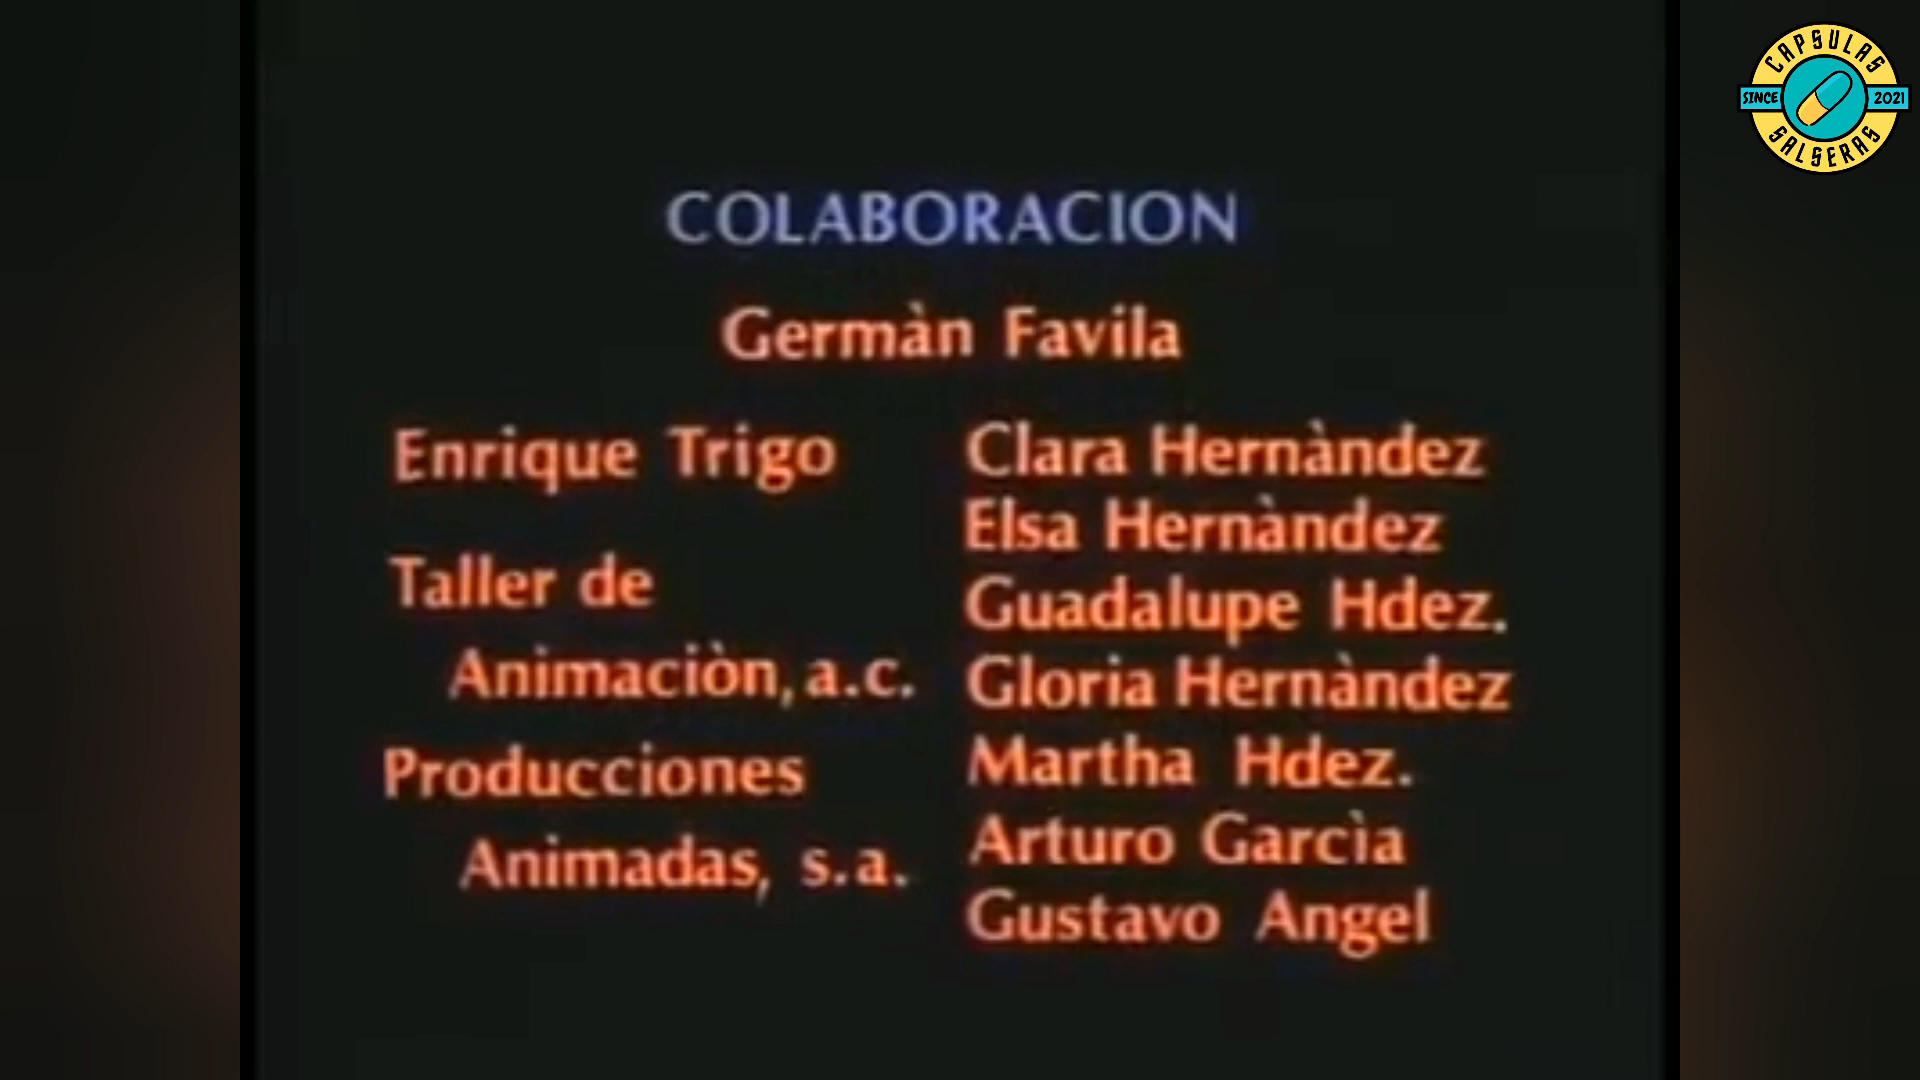 COLABORACION
Germàn Favila
Enrique Trigo
Taller de
Animaciòn, a.c.
Producciones
Animadas, s.a.
Clara Hernàndez
Elsa Hernàndez
Guadalupe Hdez.
Gloria Hernàndez
Martha Hdez.
Arturo Garcìa
Gustavo Angel
CAPSULAS
SINCE 2021
SALSERAS